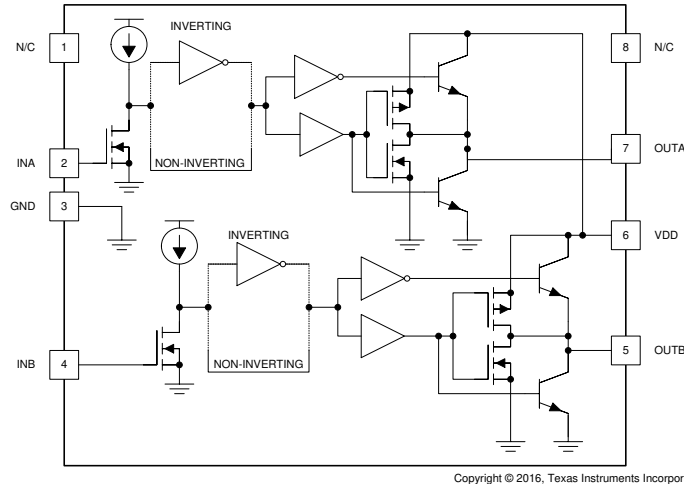 INVERTING
N/C 1
8 N/C
NON-INVERTING
INA 2
7 OUTA
GND 3
INVERTING
6 VDD
NON-INVERTING
INB 4
5 OUTB
Copyright © 2016, Texas Instruments Incorpor